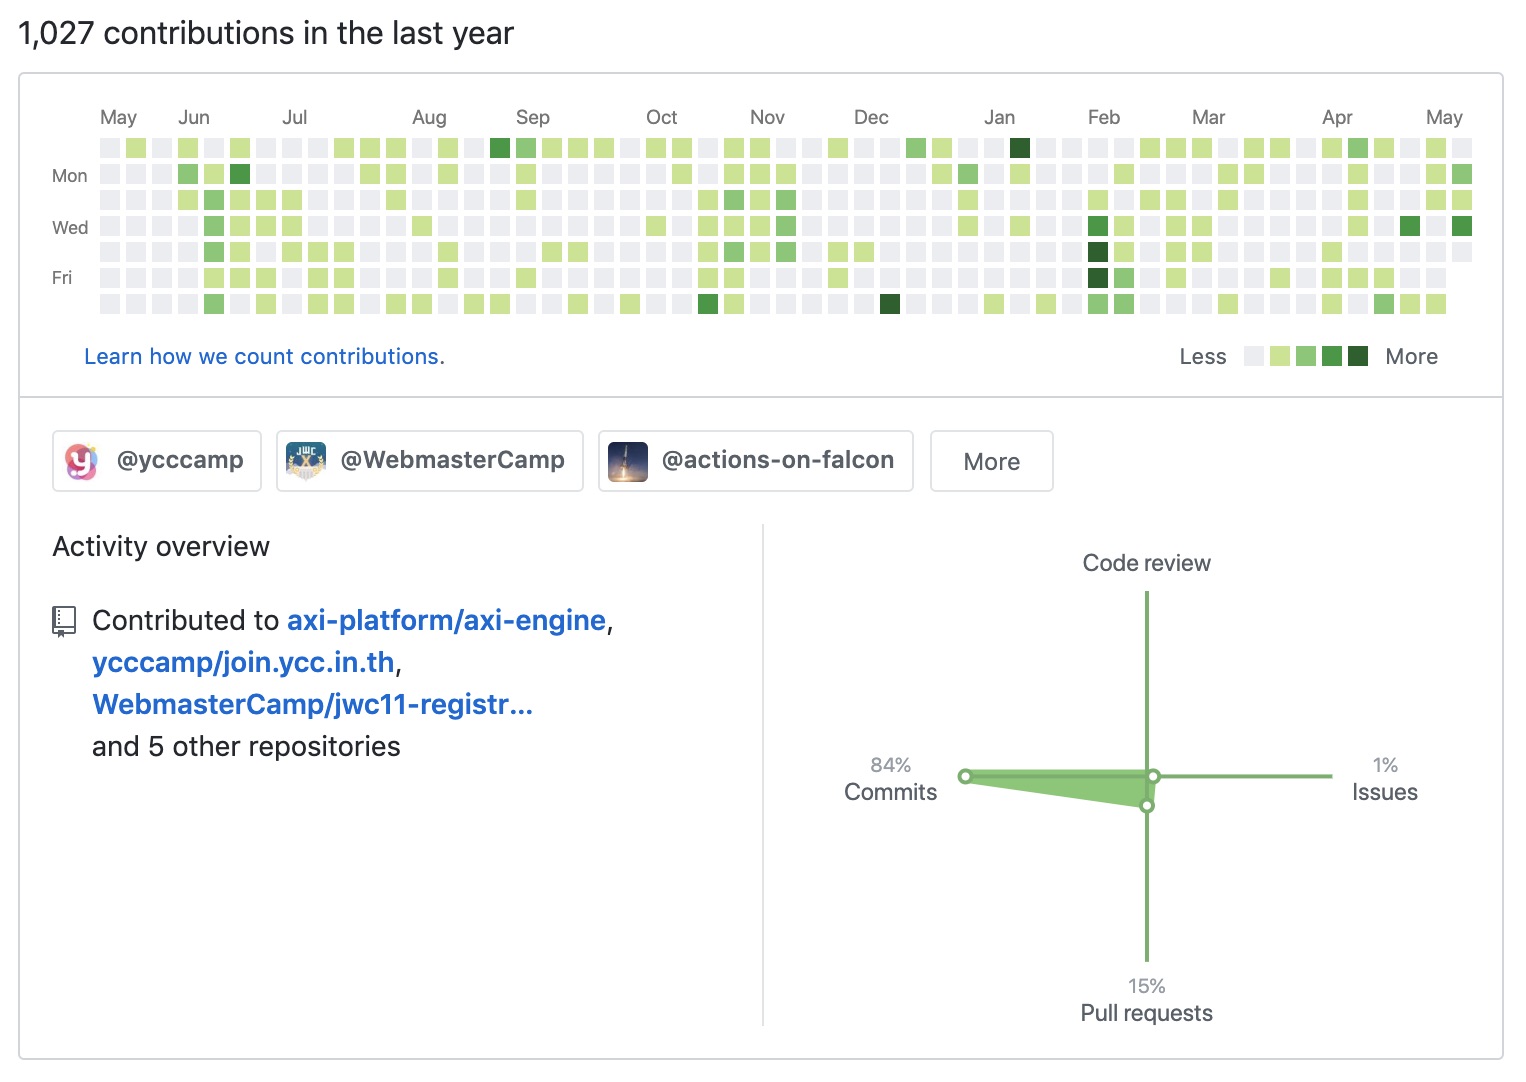 1,027 contributions in the last year
May Jun Jul Aug Sep Oct Nov Dec Jan Feb Mar Apr May
Mon
Wed
Fri
Learn how we count contributions.
Less More
@ycccamp @WebmasterCamp @actions-on-falcon More
Activity overview
Contributed to axi-platform/axi-engine,
ycccamp/join.ycc.in.th,
WebmasterCamp/jwc11-registr...
and 5 other repositories
Code review
84%
Commits
1%
Issues
15%
Pull requests